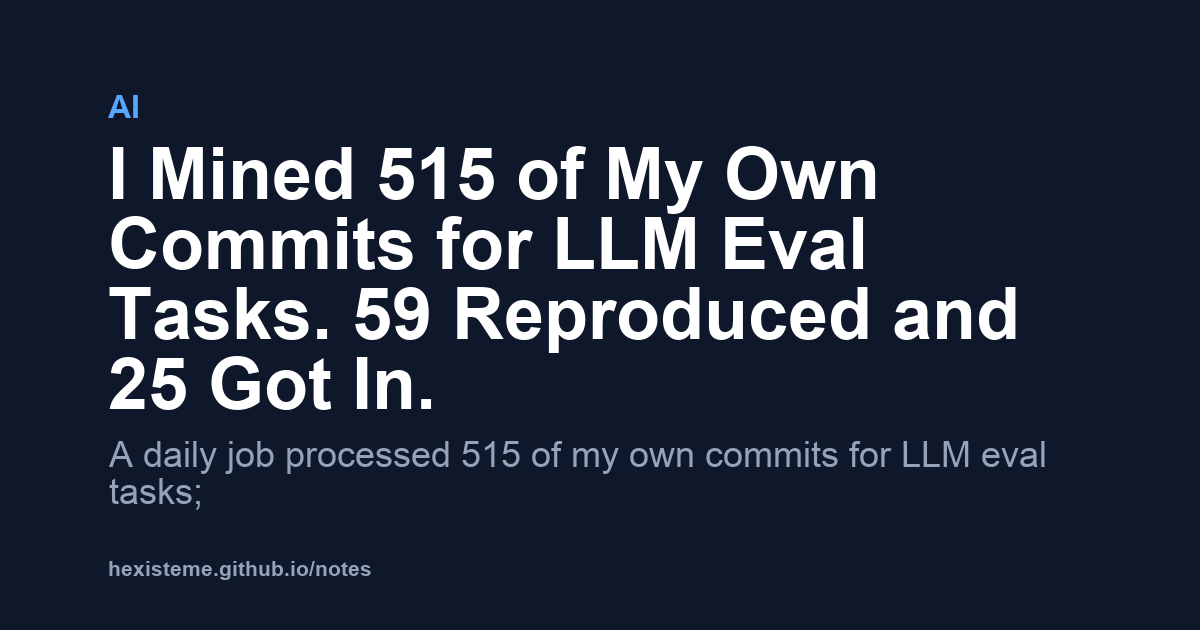 AI
I Mined 515 of My Own
Commits for LLM Eval
Tasks. 59 Reproduced and
25 Got In.
A daily job processed 515 of my own commits for LLM eval
tasks;
hexisteme.github.io/notes